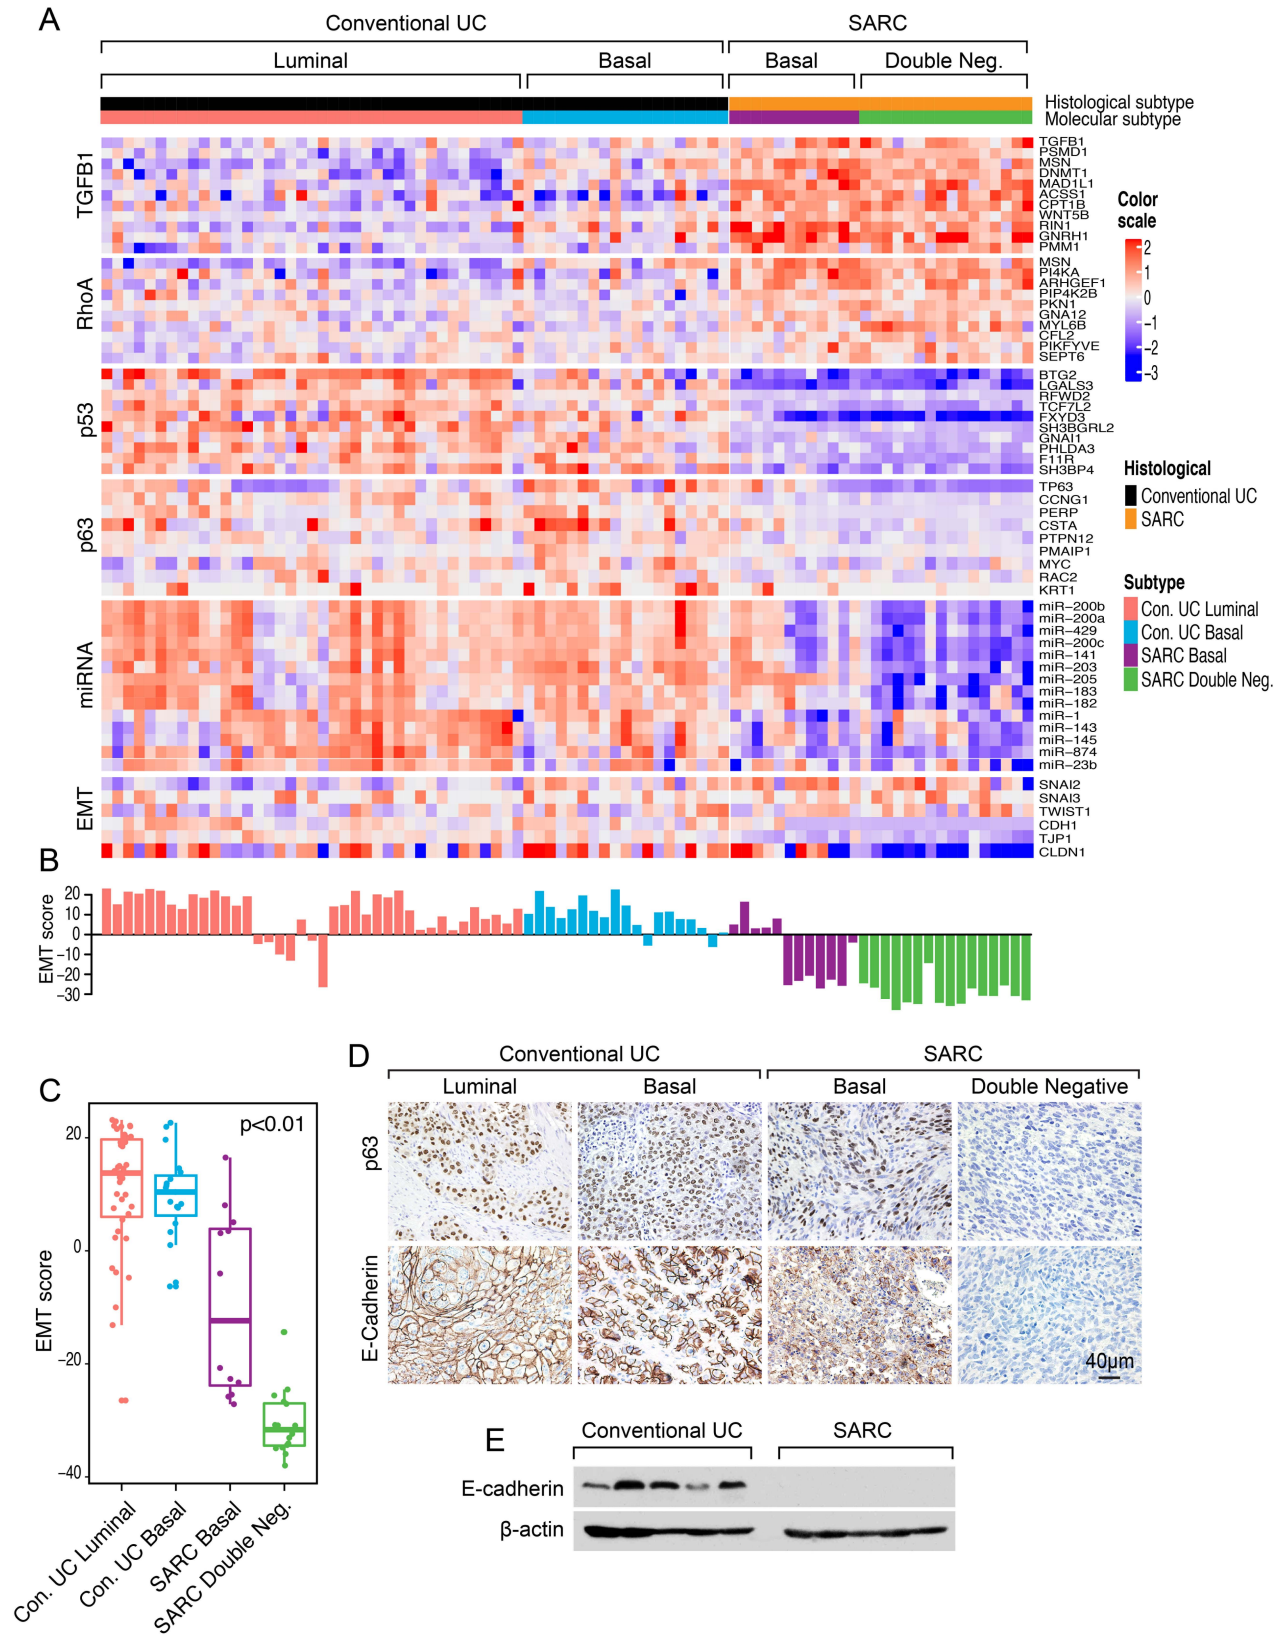 A
Conventional UC
SARC
Luminal
Basal
Basal
Double Neg.
Histological subtype
Molecular subtype
TGFB1
TGFB1
PSMD1
MSN
DNMT1
MAD1L1
ACSS1
CPT1B
WNT5B
RIN1
GNRH1
PMM1
RhoA
MSN
PI4KA
ARHGEF1
PIP4K2B
PKN1
GNA12
MYL6B
CFL2
PIKFYVE
SEPT6
p53
BTG2
LGALS3
RFWD2
TCF7L2
FXYD3
SH3BGRL2
GNAI1
PHLDA3
F11R
SH3BP4
p63
TP63
CCNG1
PERP
CSTA
PTPN12
PMAIP1
MYC
RAC2
KRT1
miRNA
miR-200b
miR-200a
miR-429
miR-200c
miR-141
miR-203
miR-205
miR-183
miR-182
miR-1
miR-143
miR-145
miR-874
miR-23b
EMT
SNAI2
SNAI3
TWIST1
CDH1
TJP1
CLDN1
Color
scale
2
1
0
−1
−2
−3
Histological
Conventional UC
SARC
Subtype
Con. UC Luminal
Con. UC Basal
SARC Basal
SARC Double Neg.
B
EMT score
20
10
0
−10
−20
−30
C
EMT score
p<0.01
20
0
−20
−40
Con. UC Luminal
Con. UC Basal
SARC Basal
SARC Double Neg.
D
Conventional UC
SARC
Luminal
Basal
Basal
Double Negative
p63
E-Cadherin
40µm
E
Conventional UC
SARC
E-cadherin
β-actin